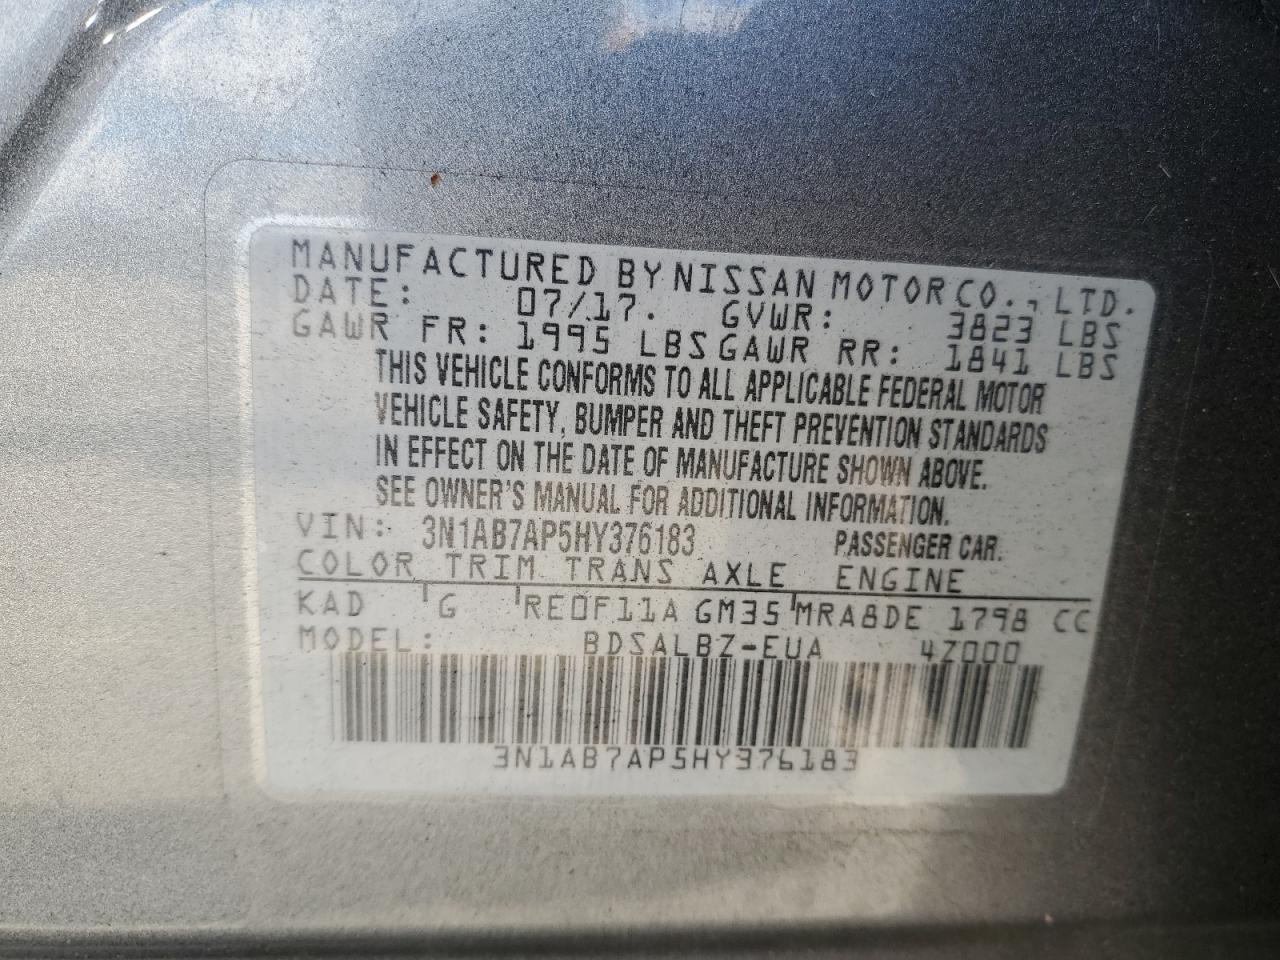 MANUFACTURED BY NISSAN MOTOR CO., LTD.
DATE: 07/17. GVWR: 3823 LBS
GAWR FR: 1995 LBS GAWR RR: 1841 LBS
THIS VEHICLE CONFORMS TO ALL APPLICABLE FEDERAL MOTOR
VEHICLE SAFETY, BUMPER AND THEFT PREVENTION STANDARDS
IN EFFECT ON THE DATE OF MANUFACTURE SHOWN ABOVE.
SEE OWNER'S MANUAL FOR ADDITIONAL INFORMATION.
VIN: 3N1AB7AP5HY376183 PASSENGER CAR.
COLOR TRIM TRANS AXLE ENGINE
KAD G RE0F11A GM35 MRA8DE 1798 CC
MODEL: BDSALBZ-EUA 4Z000
3N1AB7AP5HY376183